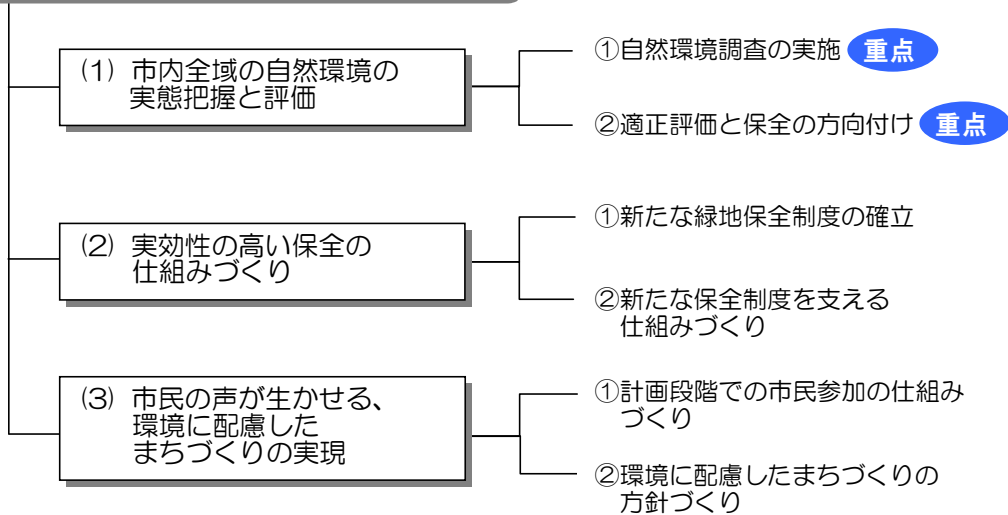 (1) 市内全域の自然環境の
実態把握と評価
①自然環境調査の実施 重点
②適正評価と保全の方向付け 重点
(2) 実効性の高い保全の
仕組みづくり
①新たな緑地保全制度の確立
②新たな保全制度を支える
仕組みづくり
(3) 市民の声が生かせる、
環境に配慮した
まちづくりの実現
①計画段階での市民参加の仕組み
づくり
②環境に配慮したまちづくりの
方針づくり